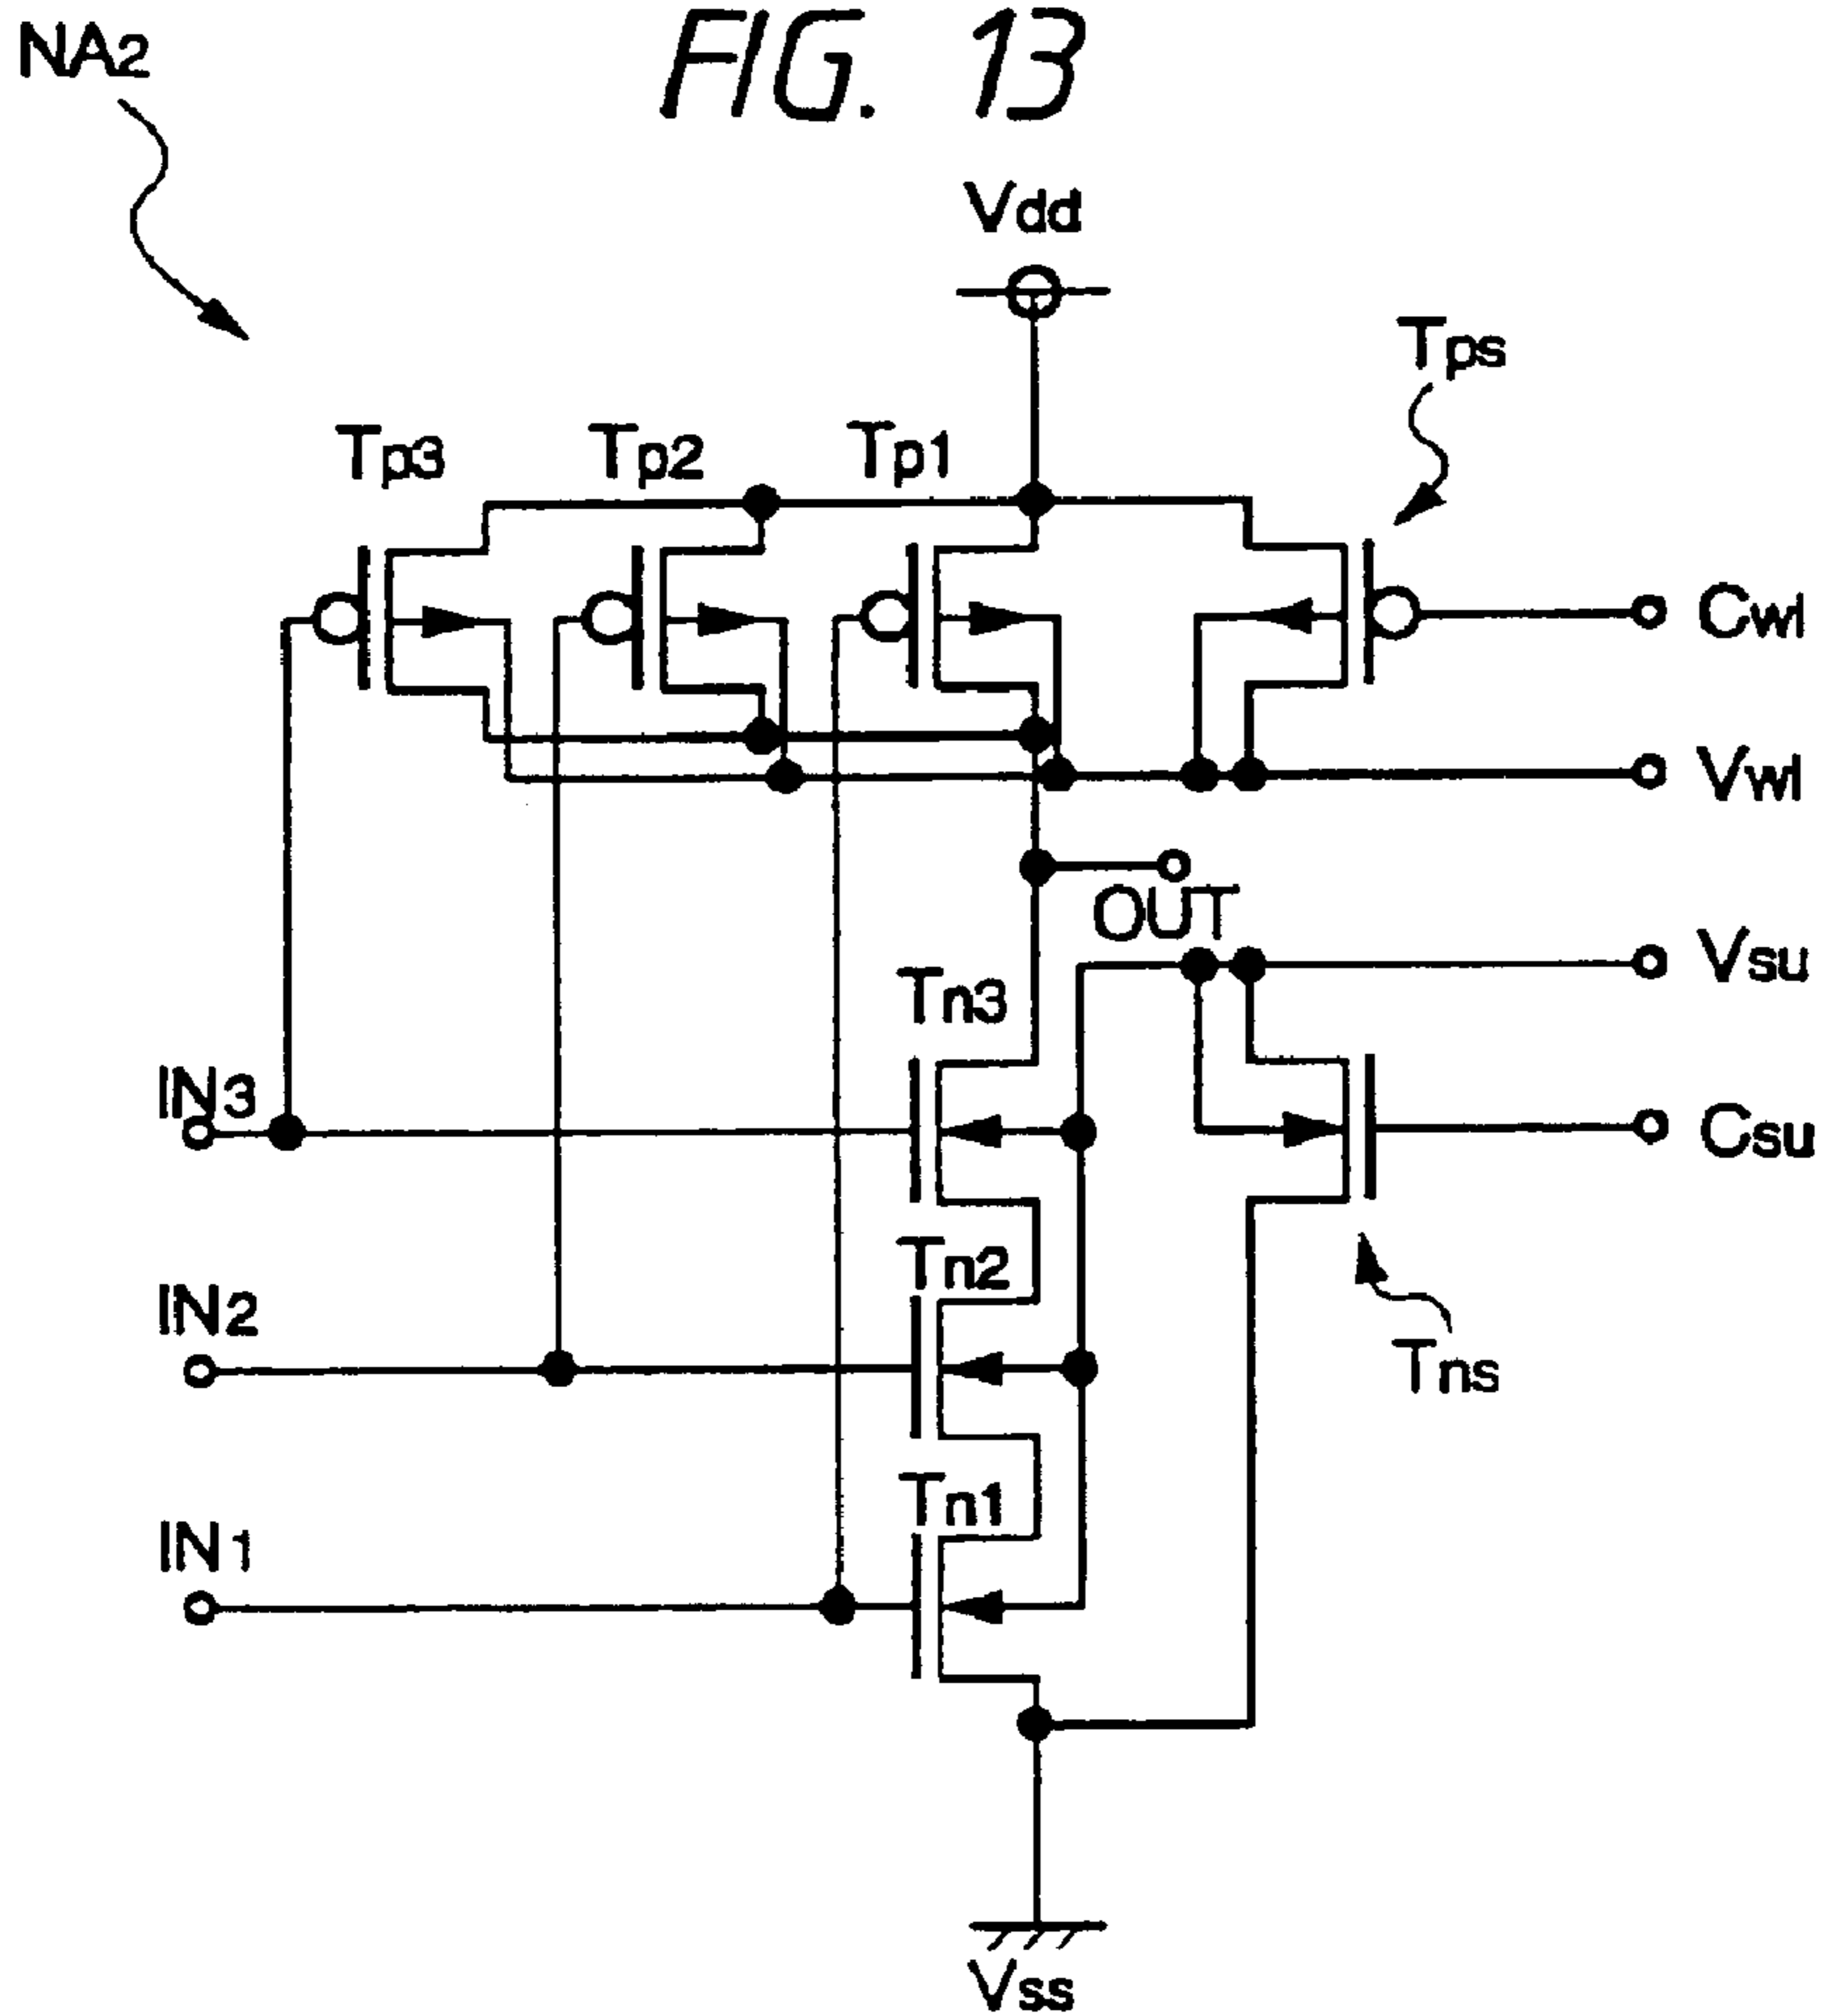 NA2
FIG. 13
Vdd
Tps
Tp3
Tp2
Tp1
Cwl
Vwl
OUT
Vsu
Tn3
IN3
Csu
Tn2
IN2
Tns
Tn1
IN1
Vss